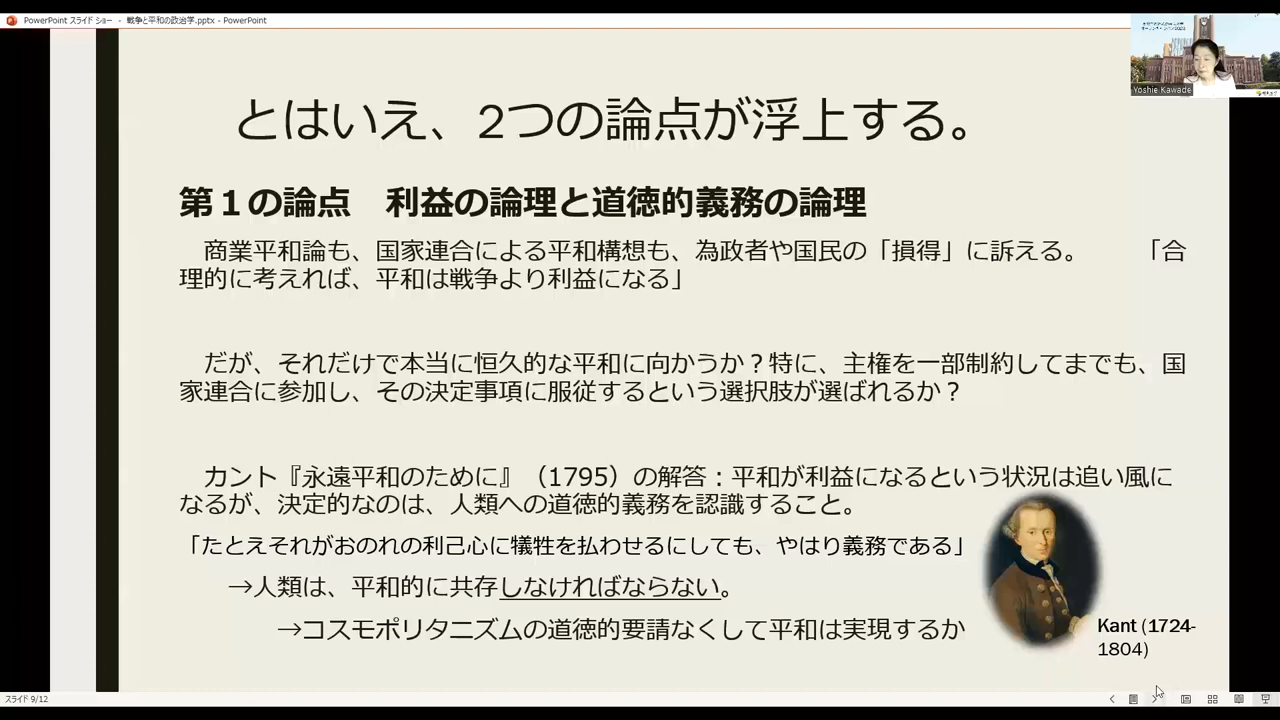 PowerPoint スライド ショー - 戦争と平和の政治学.pptx - PowerPoint
Yoshie Kawade
とはいえ、2つの論点が浮上する。
第１の論点　利益の論理と道徳的義務の論理
商業平和論も、国家連合による平和構想も、為政者や国民の「損得」に訴える。　　　「合
理的に考えれば、平和は戦争より利益になる」
だが、それだけで本当に恒久的な平和に向かうか？特に、主権を一部制約してまでも、国
家連合に参加し、その決定事項に服従するという選択肢が選ばれるか？
カント『永遠平和のために』（1795）の解答：平和が利益になるという状況は追い風に
なるが、決定的なのは、人類への道徳的義務を認識すること。
「たとえそれがおのれの利己心に犠牲を払わせるにしても、やはり義務である」
→人類は、平和的に共存しなければならない。
→コスモポリタニズムの道徳的要請なくして平和は実現するか
Kant (1724-
1804)
スライド 9/12